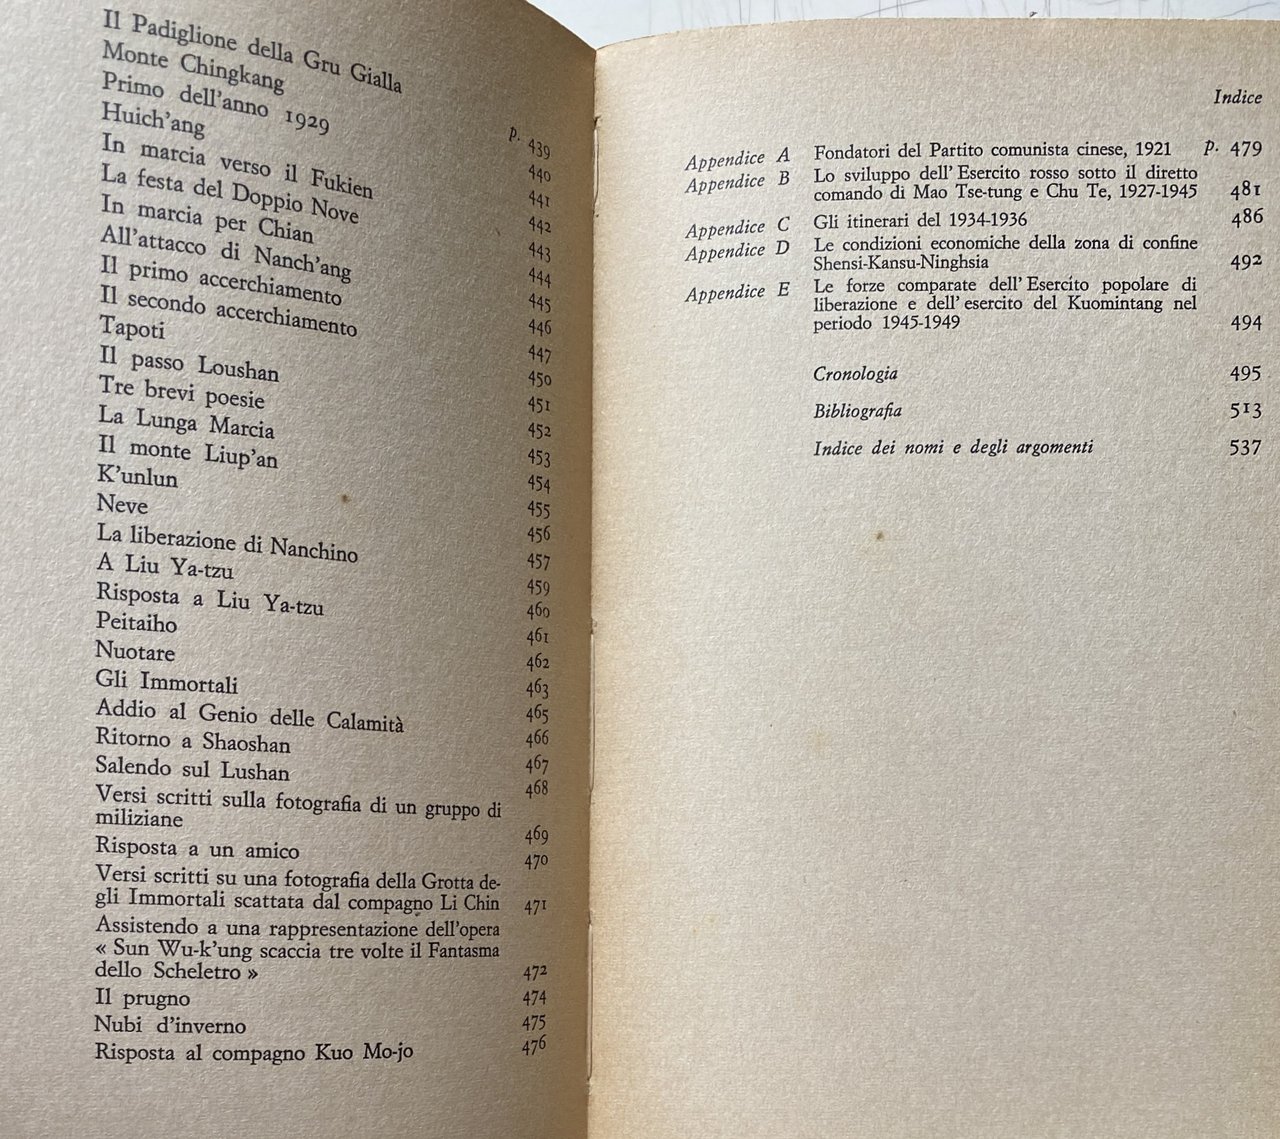 Il Padiglione della Gru Gialla p. 439
Monte Chingkang 440
Primo dell'anno 1929 441
Huich'ang 442
In marcia verso il Fukien 443
La festa del Doppio Nove 444
In marcia per Chian 445
All'attacco di Nanch'ang 446
Il primo accerchiamento 447
Il secondo accerchiamento 450
Tapoti 451
Il passo Loushan 452
Tre brevi poesie 453
La Lunga Marcia 454
Il monte Liup'an 455
K'unlun 456
Neve 457
La liberazione di Nanchino 459
A Liu Ya-tzu 460
Risposta a Liu Ya-tzu 461
Peitaiho 462
Nuotare 463
Gli Immortali 465
Addio al Genio delle Calamità 466
Ritorno a Shaoshan 467
Salendo sul Lushan 468
Versi scritti sulla fotografia di un gruppo di
miliziane 469
Risposta a un amico 470
Versi scritti su una fotografia della Grotta de-
gli Immortali scattata dal compagno Li Chin 471
Assistendo a una rappresentazione dell'opera
« Sun Wu-k'ung scaccia tre volte il Fantasma
dello Scheletro » 472
Il prugno 474
Nubi d'inverno 475
Risposta al compagno Kuo Mo-jo 476
Indice
Appendice A Fondatori del Partito comunista cinese, 1921 p. 479
Appendice B Lo sviluppo dell'Esercito rosso sotto il diretto
comando di Mao Tse-tung e Chu Te, 1927-1945 481
Appendice C Gli itinerari del 1934-1936 486
Appendice D Le condizioni economiche della zona di confine
Shensi-Kansu-Ninghsia 492
Appendice E Le forze comparate dell'Esercito popolare di
liberazione e dell'esercito del Kuomintang nel
periodo 1945-1949 494
Cronologia 495
Bibliografia 513
Indice dei nomi e degli argomenti 537